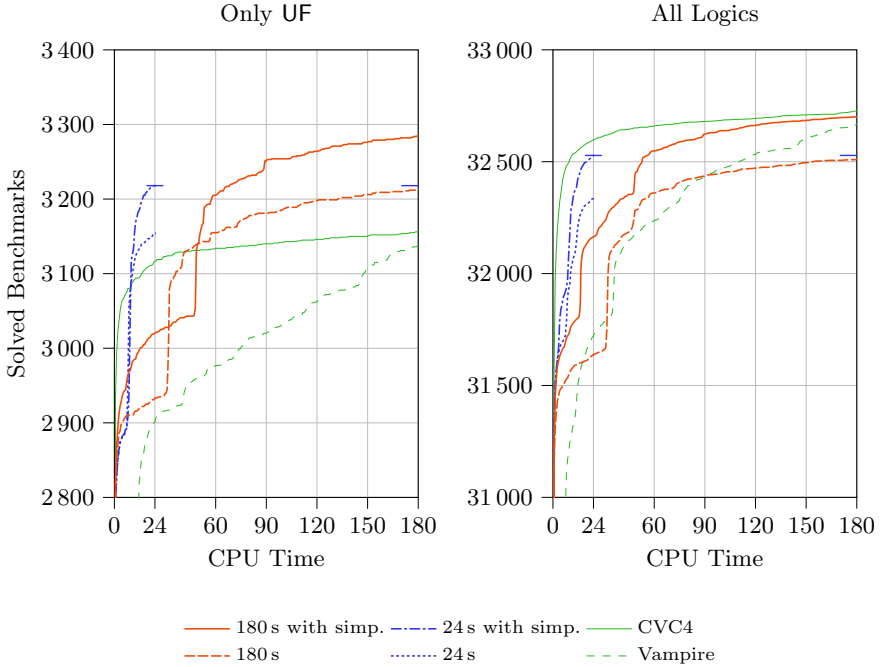 Only UF
All Logics
3 400
3 300
3 200
3 100
3 000
2 900
2 800
Solved Benchmarks
0 24 60 90 120 150 180
CPU Time
33 000
32 500
32 000
31 500
31 000
0 24 60 90 120 150 180
CPU Time
180 s with simp.
24 s with simp.
CVC4
180 s
24 s
Vampire